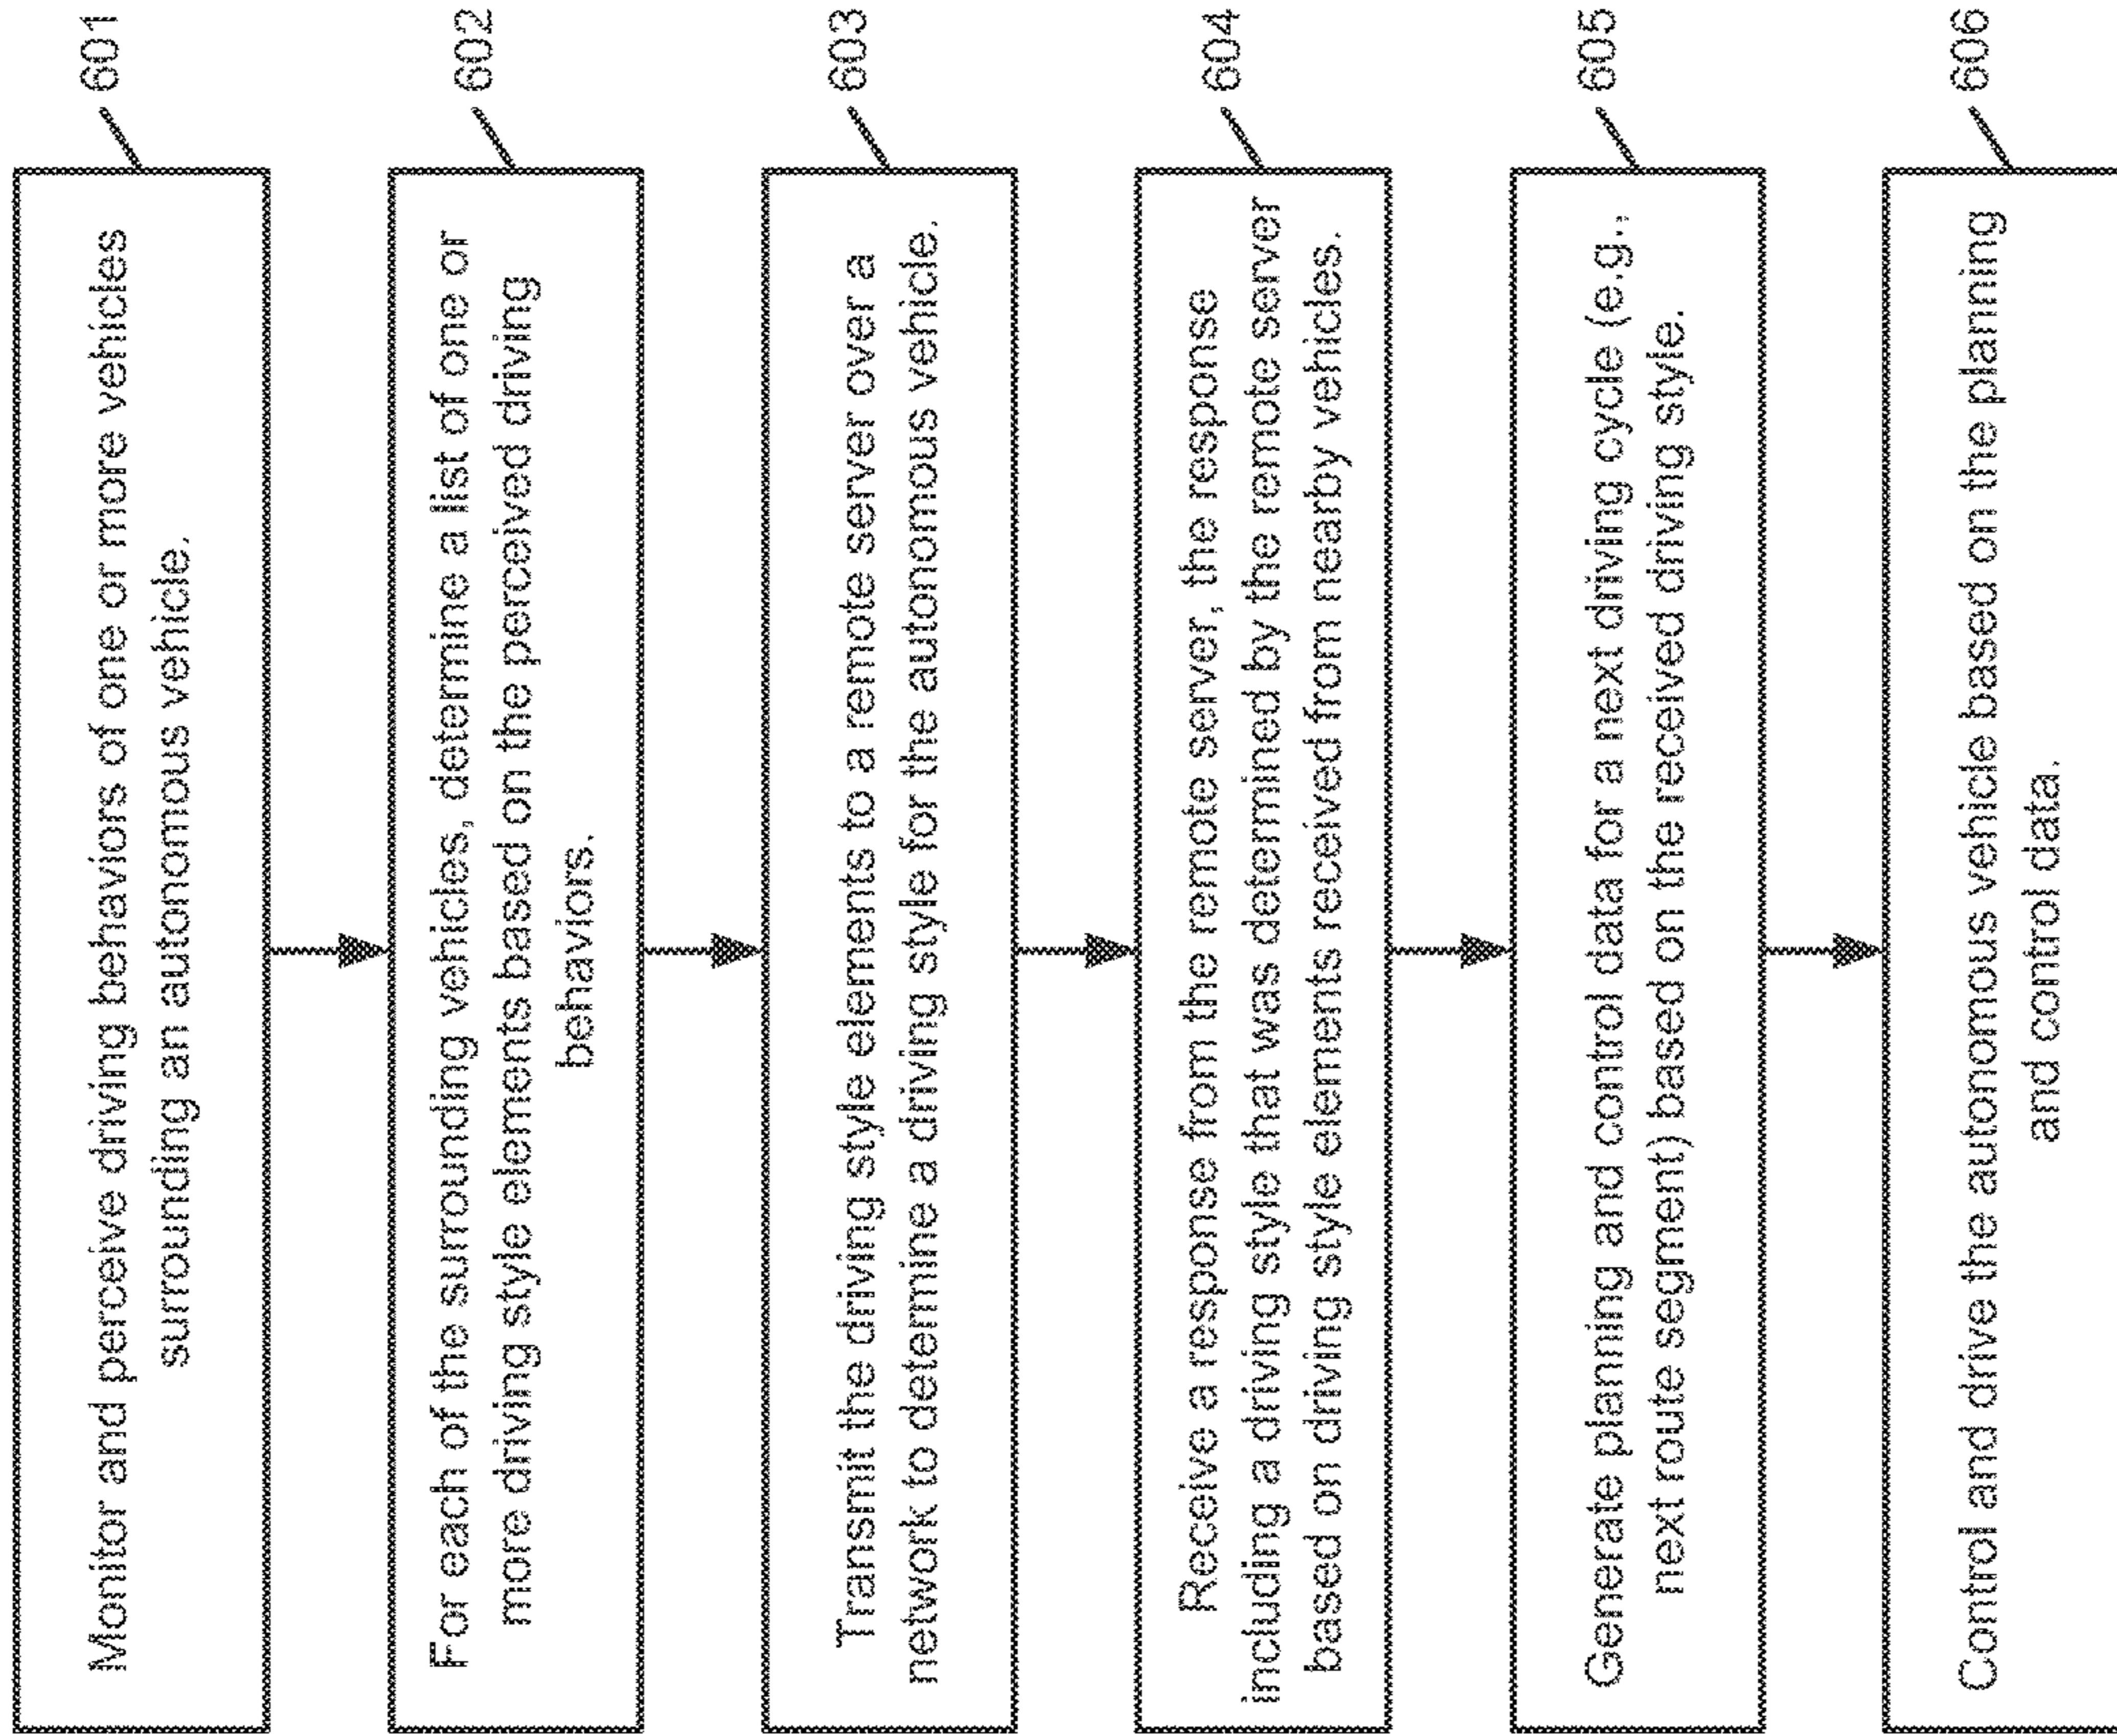 601
Monitor and perceive driving behaviors of one or more vehicles
surrounding an autonomous vehicle.
602
For each of the surrounding vehicles, determine a list of one or
more driving style elements based on the perceived driving
behaviors.
603
Transmit the driving style elements to a remote server over a
network to determine a driving style for the autonomous vehicle.
604
Receive a response from the remote server, the response
including a driving style that was determined by the remote server
based on driving style elements received from nearby vehicles.
605
Generate planning and control data for a next driving cycle (e.g.,
next route segment) based on the received driving style.
606
Control and drive the autonomous vehicle based on the planning
and control data.